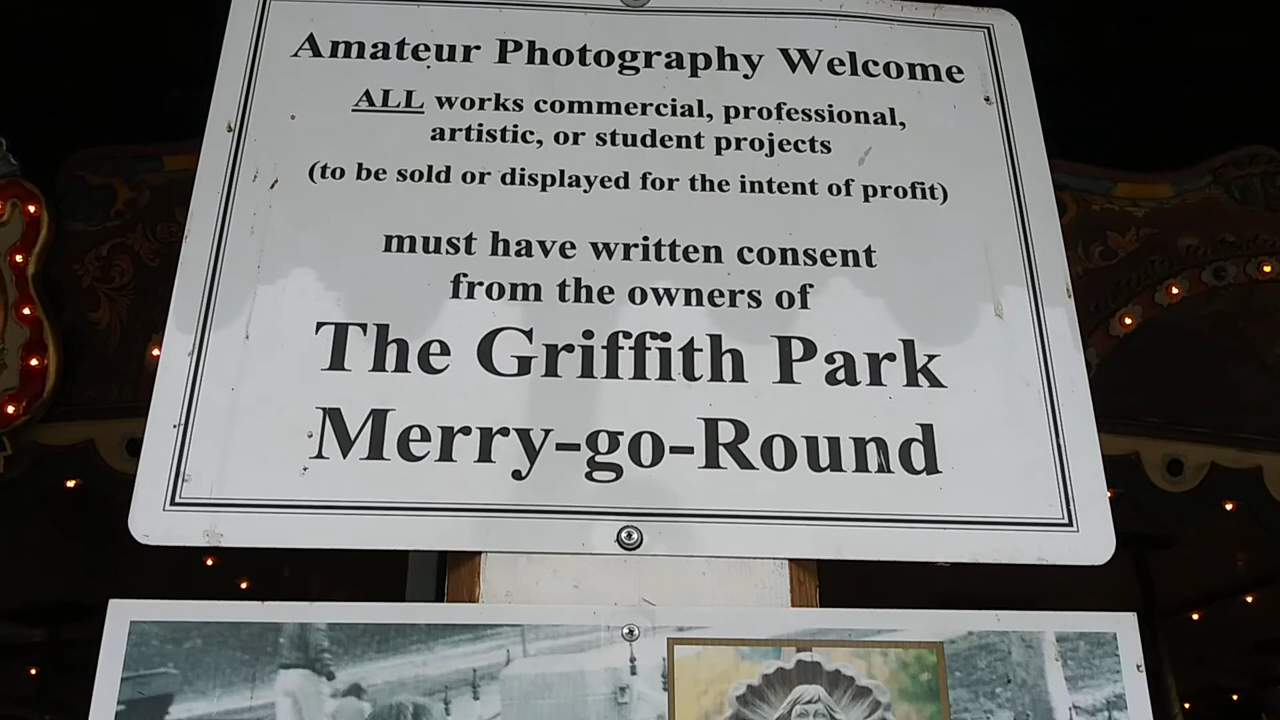 Amateur Photography Welcome
ALL works commercial, professional,
artistic, or student projects
(to be sold or displayed for the intent of profit)
must have written consent
from the owners of
The Griffith Park
Merry-go-Round